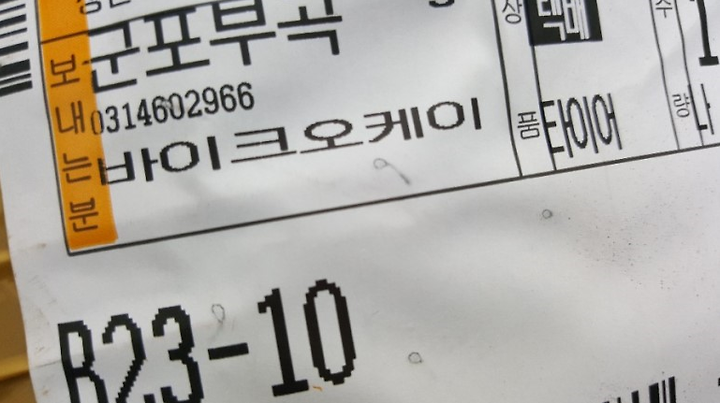 군포부곡
보내는분
0314602966
바이크오케이
상
택배
수
1
품
타이어
량
B23-10